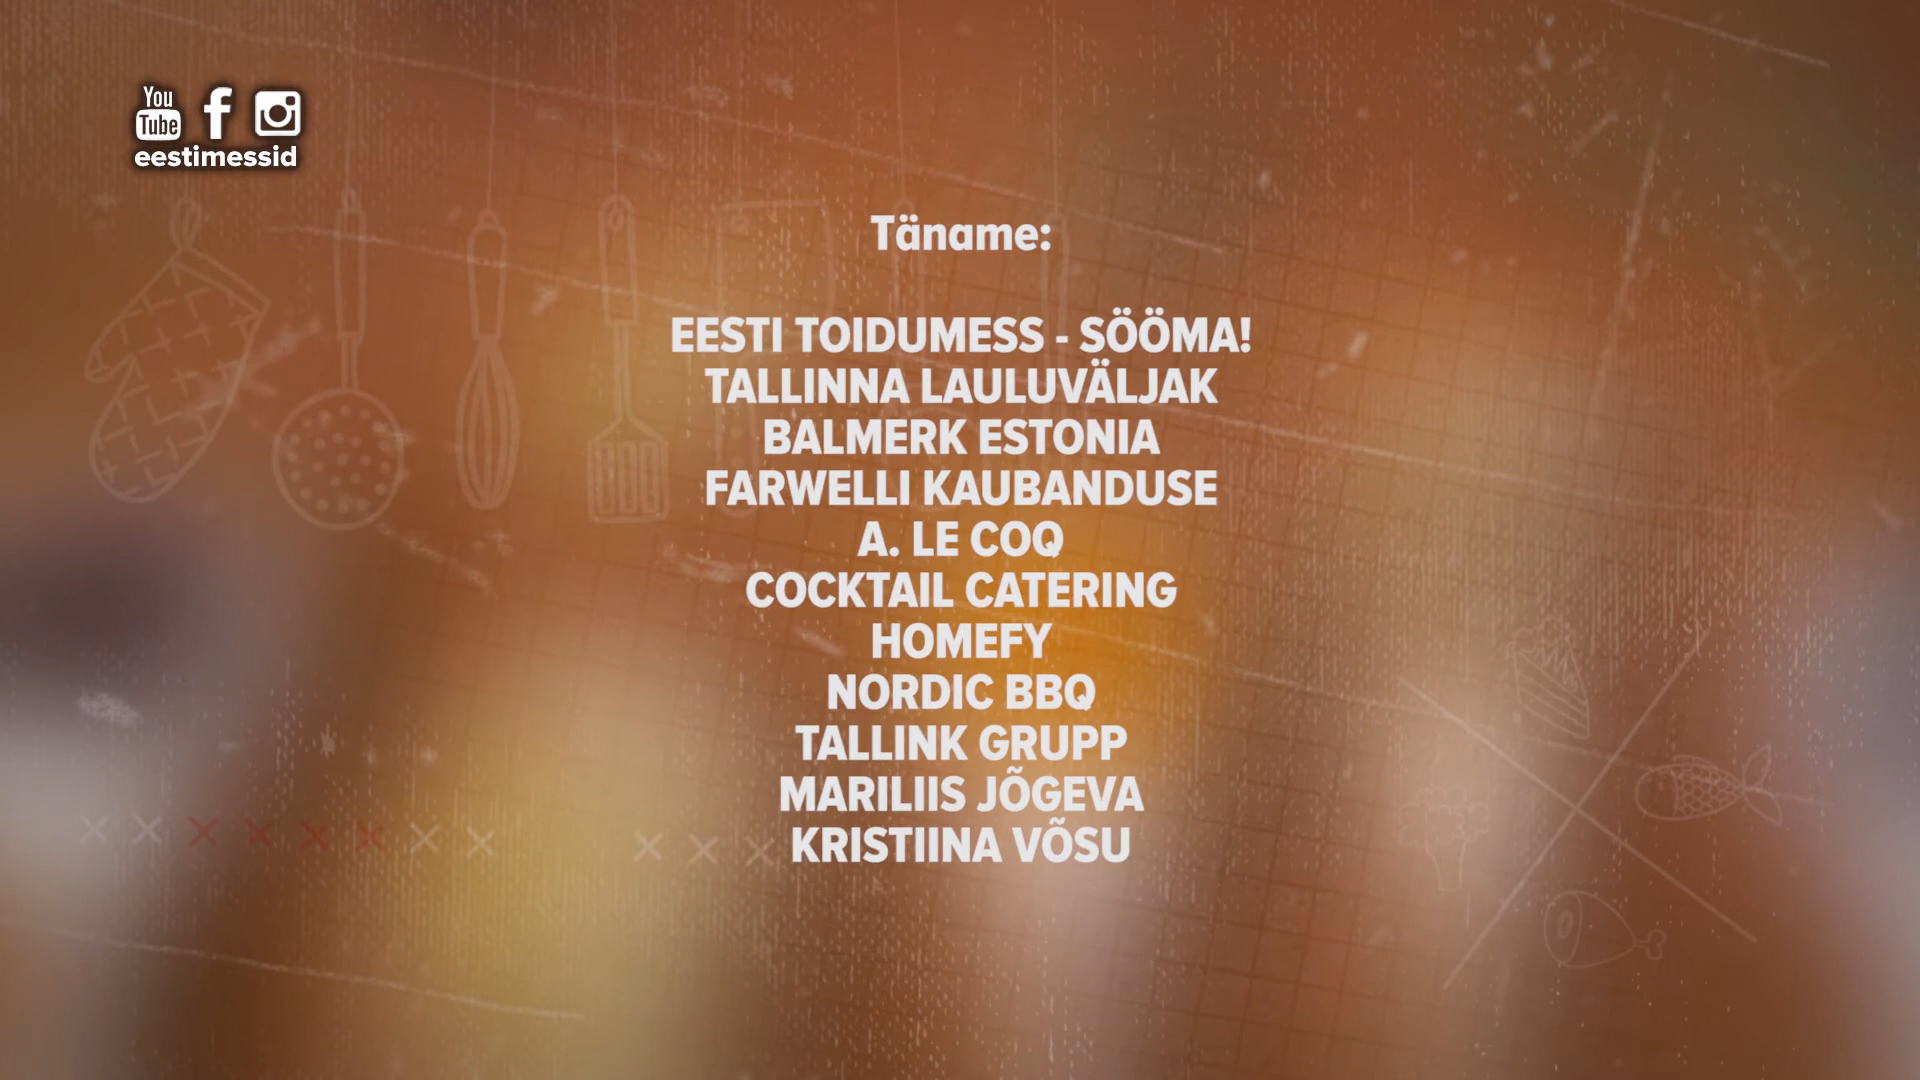 You
Tube
eestimessid
Täname:
EESTI TOIDUMESS - SÖÖMA!
TALLINNA LAULUVÄLJAK
BALMERK ESTONIA
FARWELLI KAUBANDUSE
A. LE COQ
COCKTAIL CATERING
HOMEFY
NORDIC BBQ
TALLINK GRUPP
MARILIIS JÕGEVA
KRISTIINA VÕSU